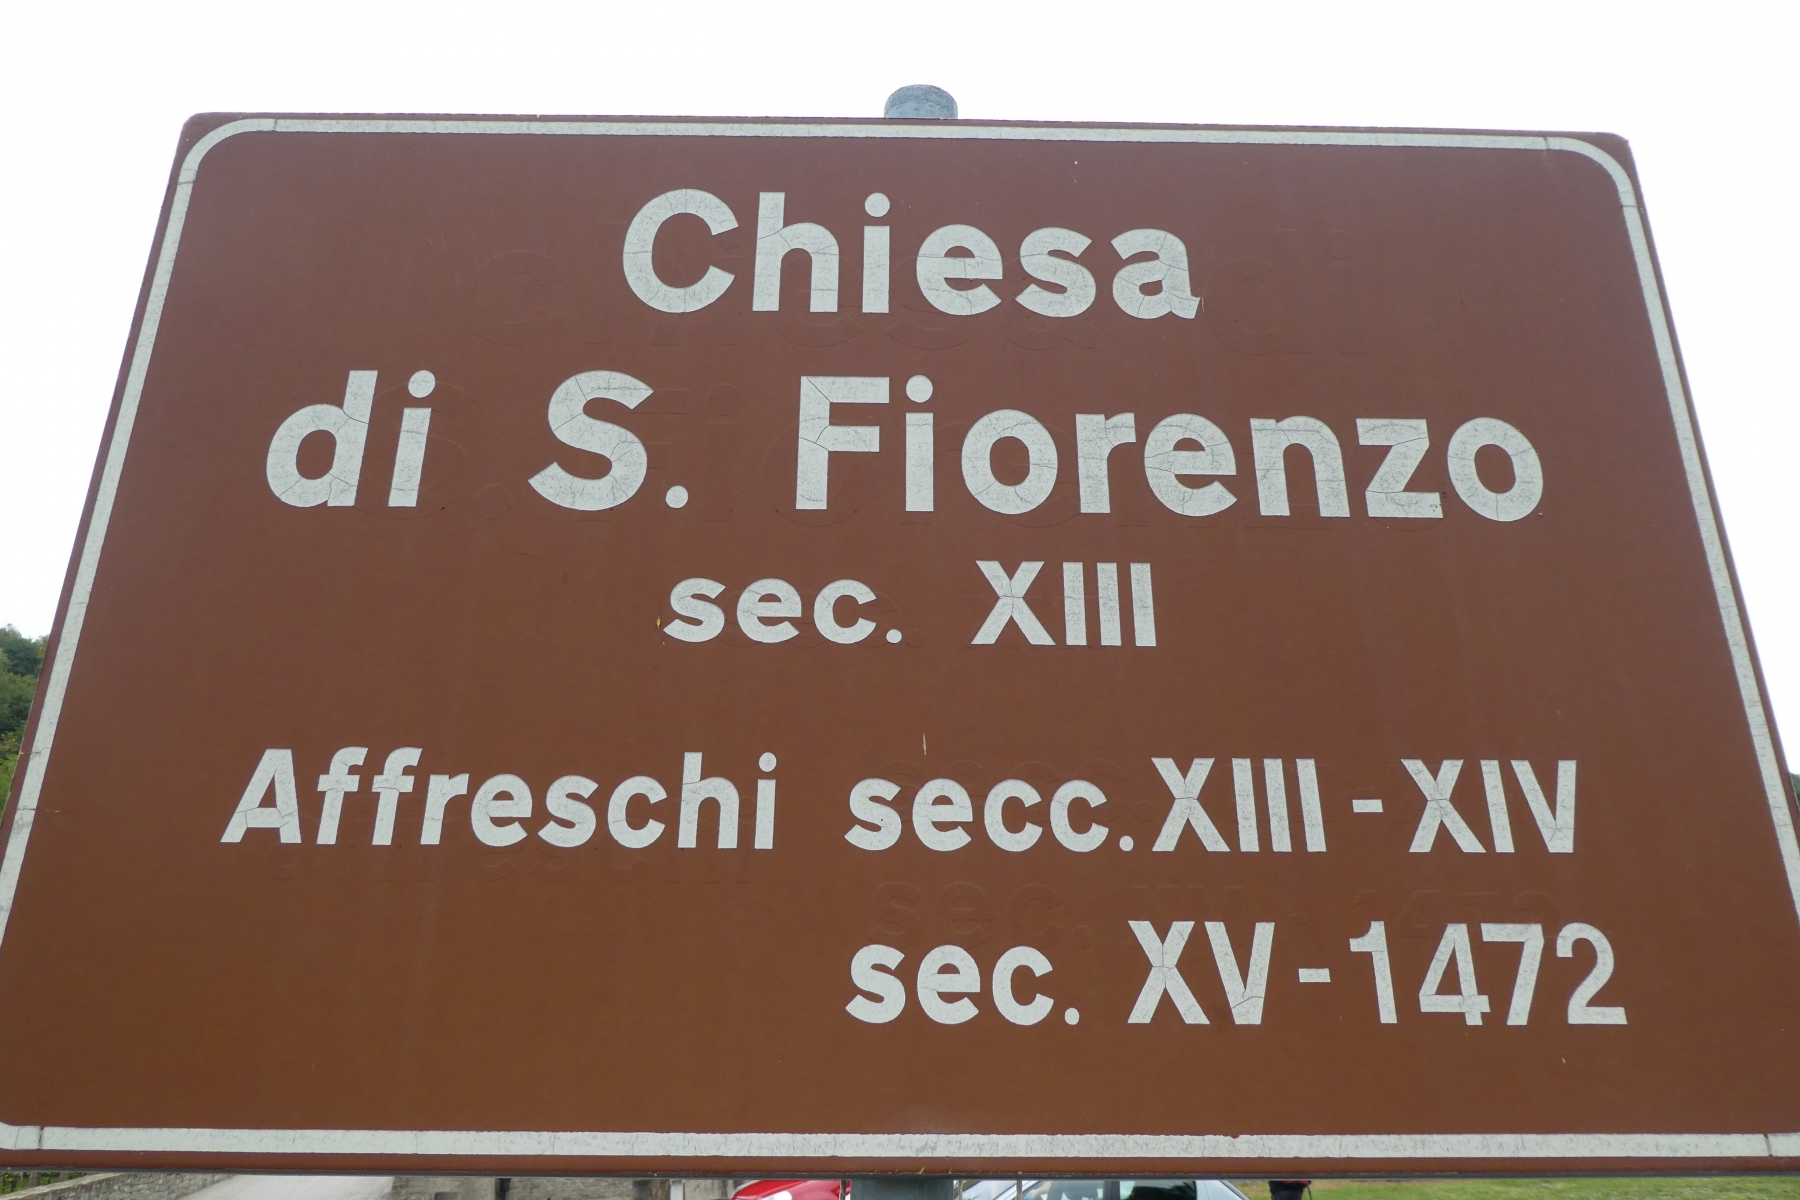 Chiesa
di S. Fiorenzo
sec. XIII
Affreschi secc. XIII - XIV
sec. XV - 1472